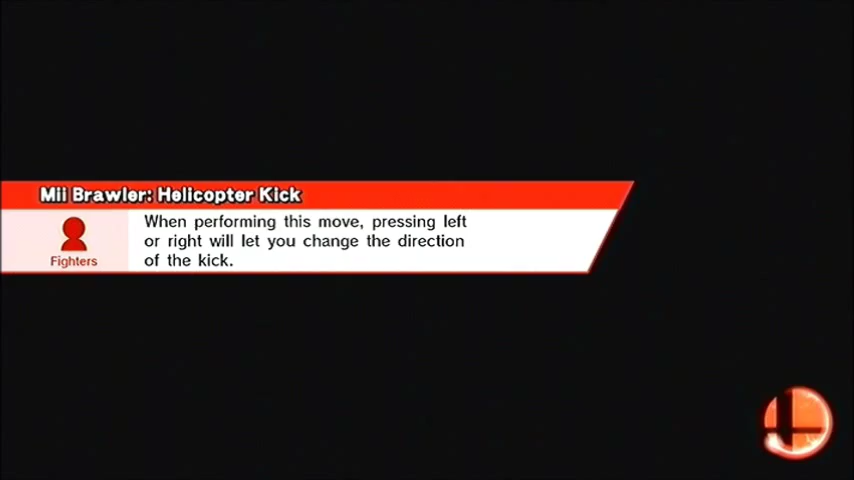 Mii Brawler: Helicopter Kick
When performing this move, pressing left
or right will let you change the direction
of the kick.
Fighters